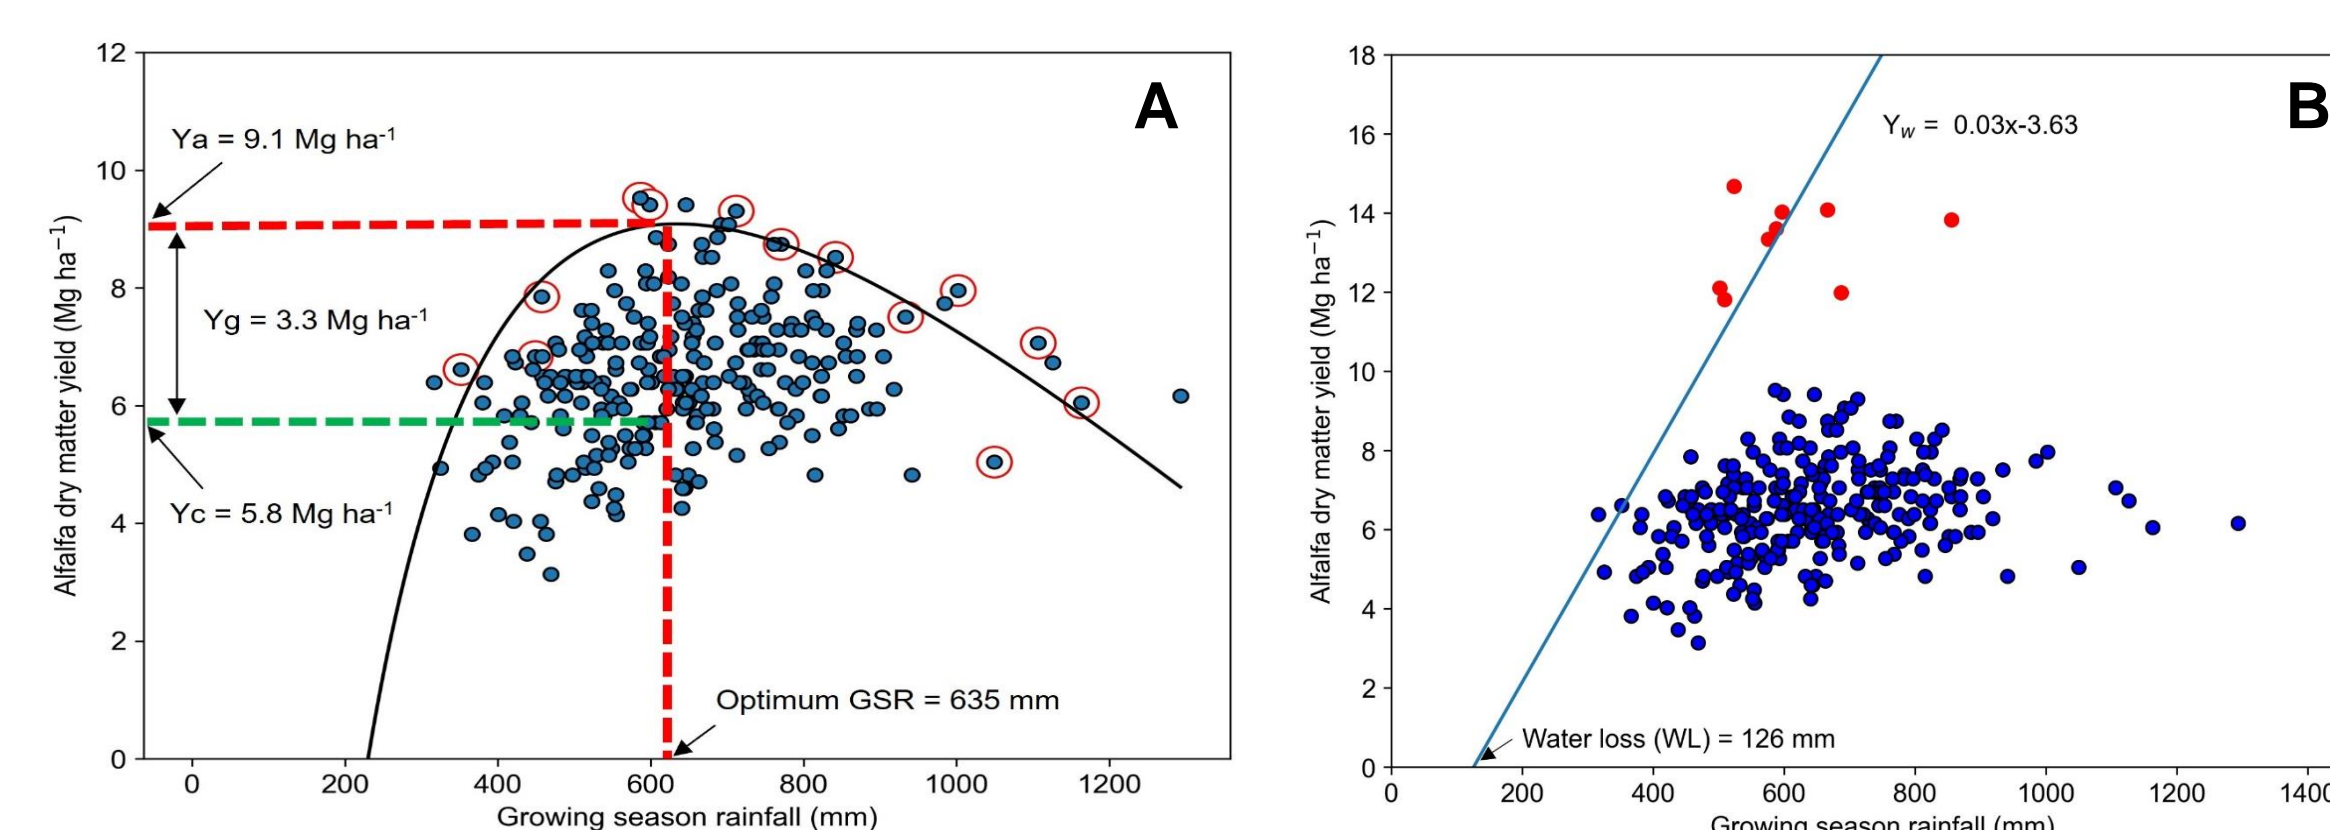 A
12
10
8
6
4
2
0
Alfalfa dry matter yield (Mg ha⁻¹)
Ya = 9.1 Mg ha⁻¹
Yg = 3.3 Mg ha⁻¹
Yc = 5.8 Mg ha⁻¹
Optimum GSR = 635 mm
0 200 400 600 800 1000 1200
Growing season rainfall (mm)
B
18
16
14
12
10
8
6
4
2
0
Alfalfa dry matter yield (Mg ha⁻¹)
Y_w = 0.03x-3.63
Water loss (WL) = 126 mm
0 200 400 600 800 1000 1200 1400
Growing season rainfall (mm)